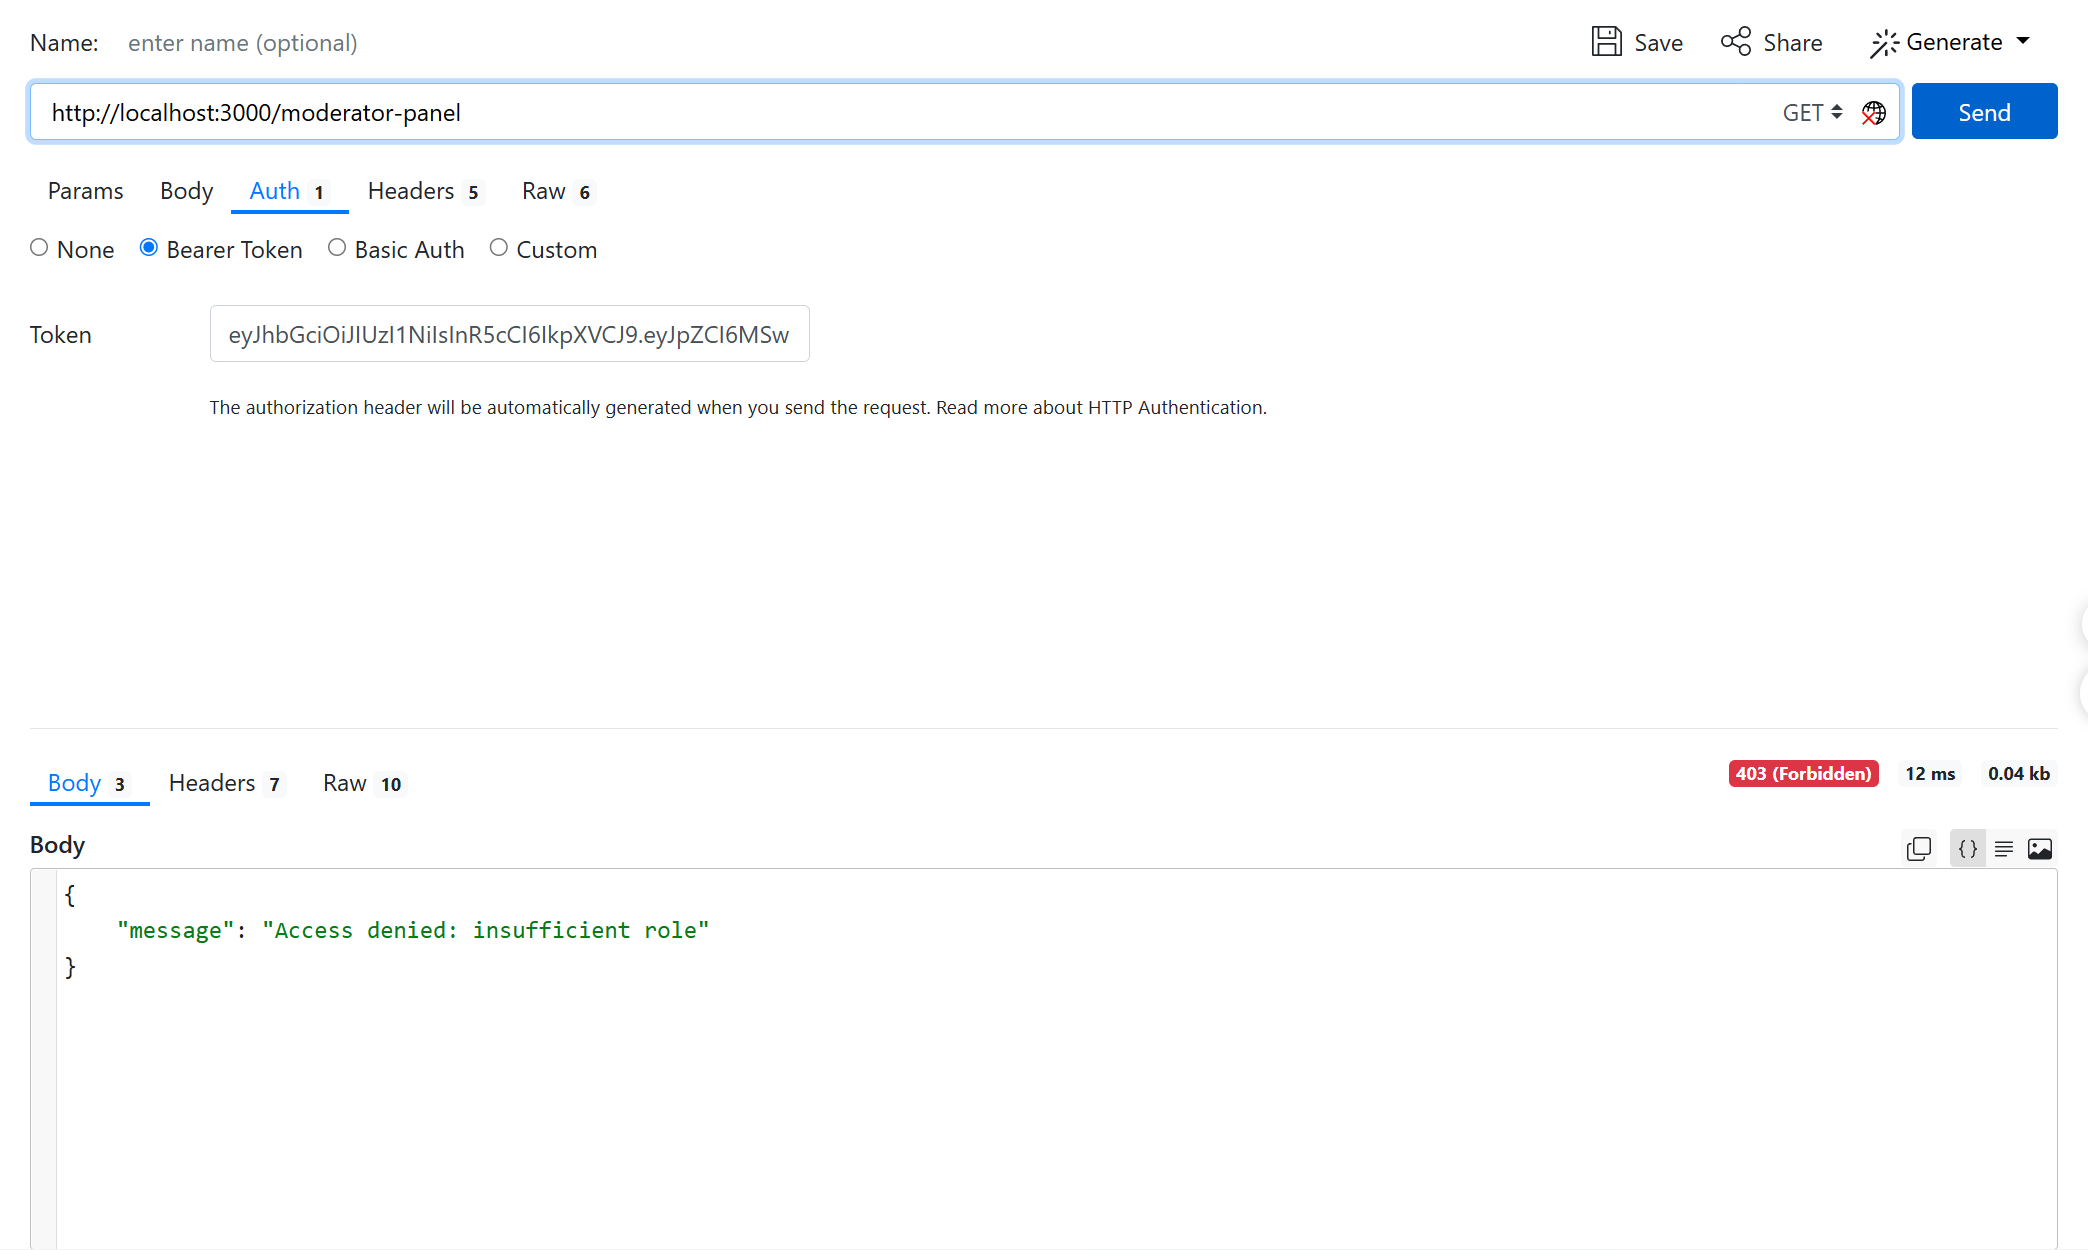 Name: enter name (optional) Save Share Generate
http://localhost:3000/moderator-panel GET Send
Params Body Auth 1 Headers 5 Raw 6
None Bearer Token Basic Auth Custom
Token eyJhbGciOiJIUzI1NiIsInR5cCI6IkpXVCJ9.eyJpZCI6MSw
The authorization header will be automatically generated when you send the request. Read more about HTTP Authentication.
Body 3 Headers 7 Raw 10 403 (Forbidden) 12 ms 0.04 kb
Body {}
{
"message": "Access denied: insufficient role"
}